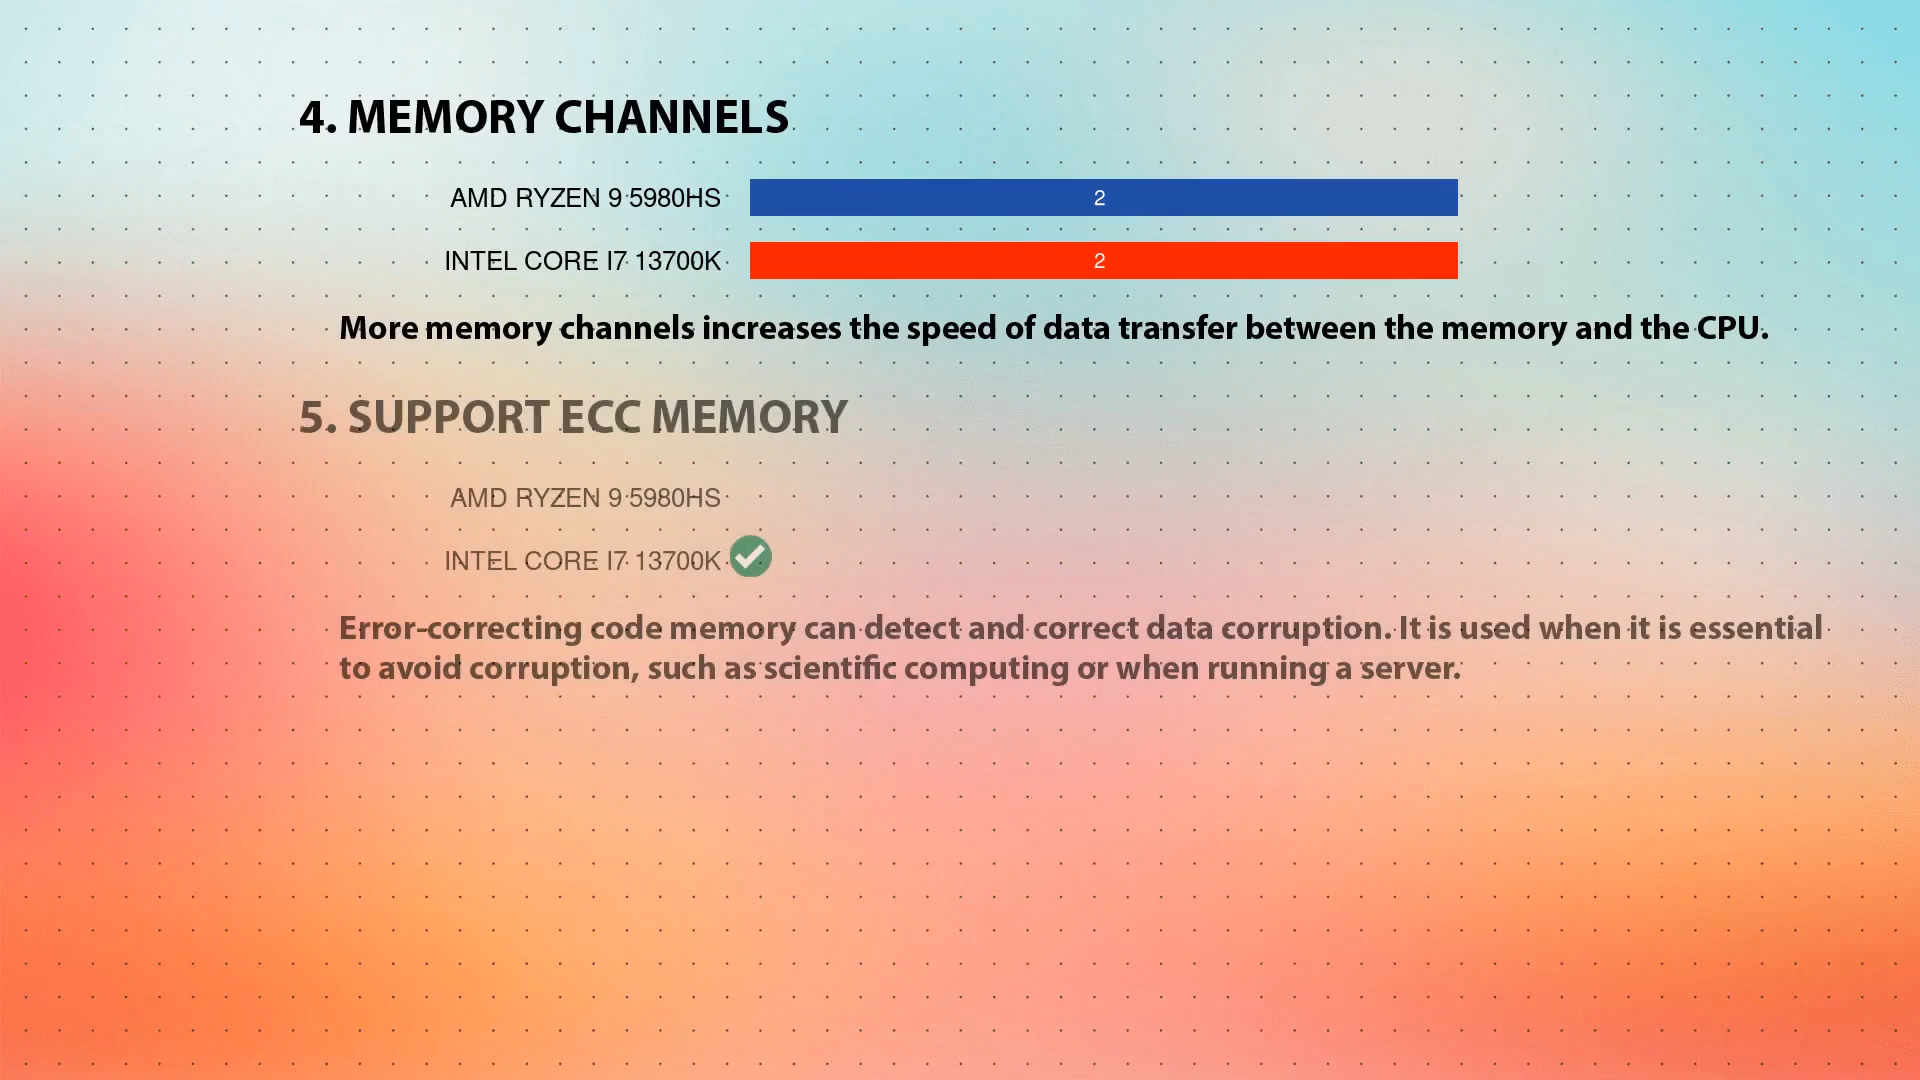 4. MEMORY CHANNELS
AMD RYZEN 9 5980HS
2
INTEL CORE I7 13700K
2
More memory channels increases the speed of data transfer between the memory and the CPU.
5. SUPPORT ECC MEMORY
AMD RYZEN 9 5980HS
INTEL CORE I7 13700K
Error-correcting code memory can detect and correct data corruption. It is used when it is essential
to avoid corruption, such as scientific computing or when running a server.